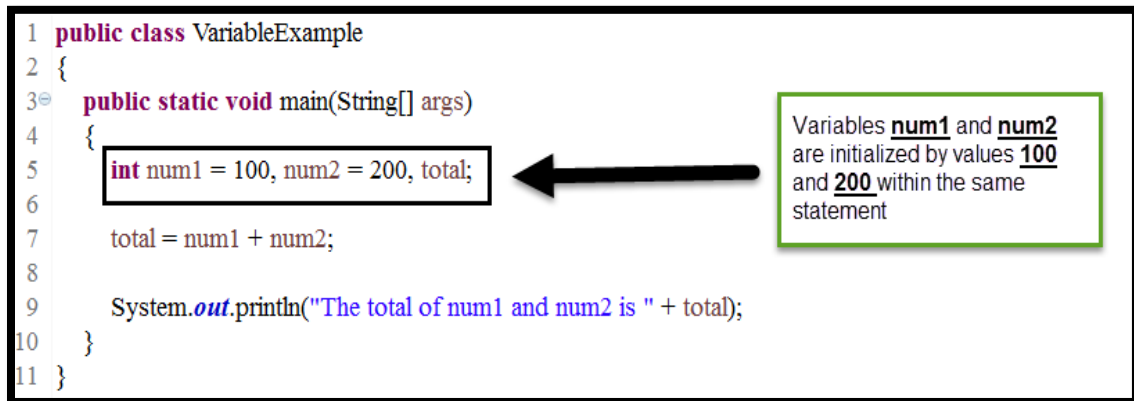 1 public class VariableExample
2 {
3 public static void main(String[] args)
4 {
5 int num1 = 100, num2 = 200, total;
6
7 total = num1 + num2;
8
9 System.out.println("The total of num1 and num2 is " + total);
10 }
11 }
Variables num1 and num2
are initialized by values 100
and 200 within the same
statement